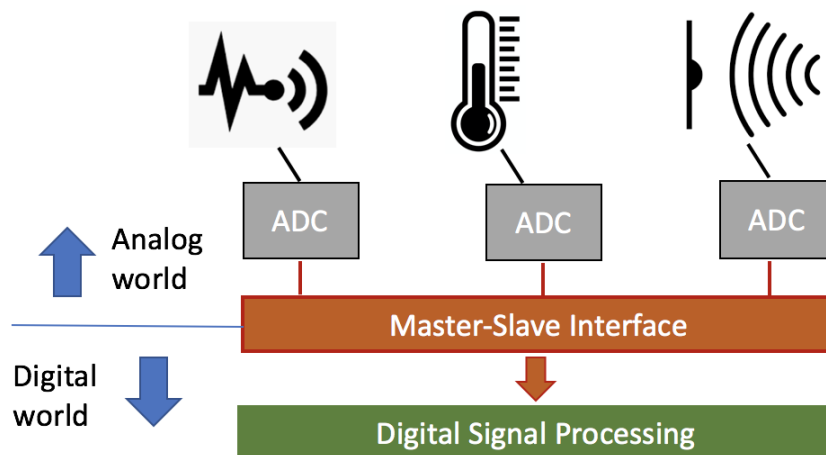 ADC
ADC
ADC
Analog
world
Master-Slave Interface
Digital
world
Digital Signal Processing